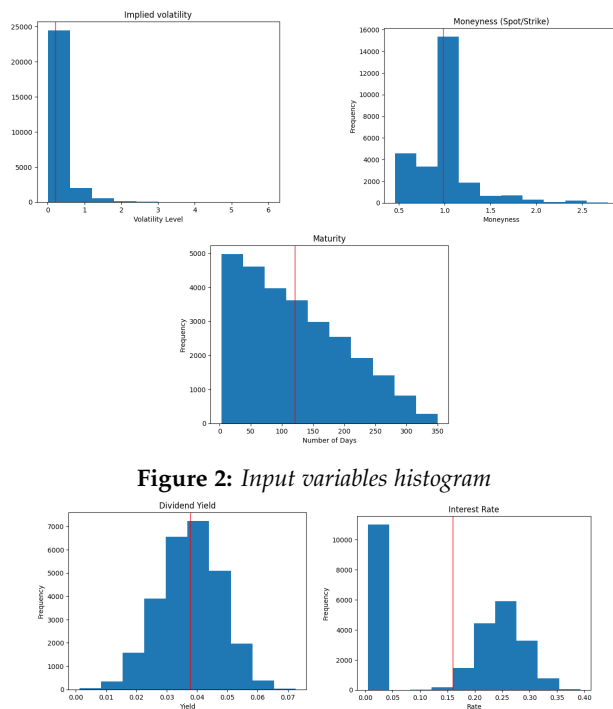 Implied volatility
25000
20000
15000
10000
5000
0
0 1 2 3 4 5 6
Volatility Level
Moneyness (Spot/Strike)
16000
14000
12000
10000
8000
6000
4000
2000
0
Frequency
0.5 1.0 1.5 2.0 2.5
Moneyness
Maturity
5000
4000
3000
2000
1000
0
Frequency
0 50 100 150 200 250 300 350
Number of Days
Figure 2: Input variables histogram
Dividend Yield
7000
6000
5000
4000
3000
2000
1000
0
Frequency
0.00 0.01 0.02 0.03 0.04 0.05 0.06 0.07
Yield
Interest Rate
10000
8000
6000
4000
2000
0
Frequency
0.00 0.05 0.10 0.15 0.20 0.25 0.30 0.35 0.40
Rate